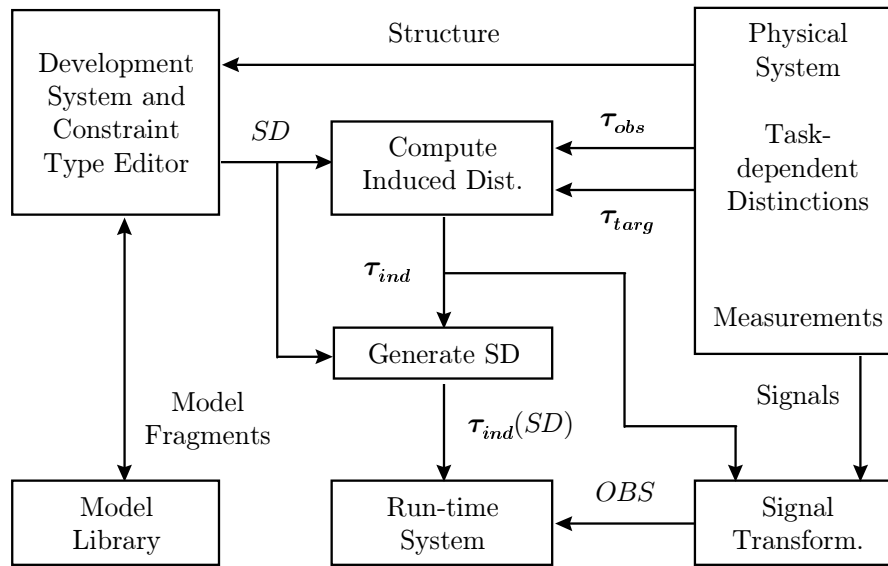 Structure
Physical
System
Development
System and
Constraint
Type Editor
SD
τ_obs
Compute
Induced Dist.
Task-
dependent
Distinctions
τ_targ
τ_ind
Measurements
Generate SD
Signals
Model
Fragments
τ_ind(SD)
Model
Library
Run-time
System
OBS
Signal
Transform.